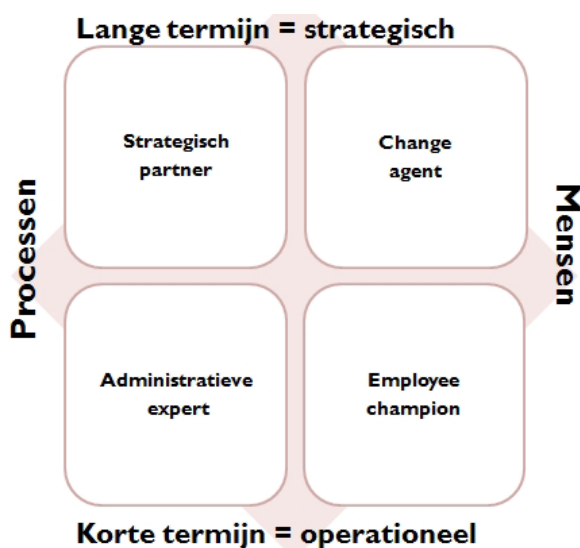 Lange termijn = strategisch
Strategisch
partner
Change
agent
Processen
Mensen
Administratieve
expert
Employee
champion
Korte termijn = operationeel